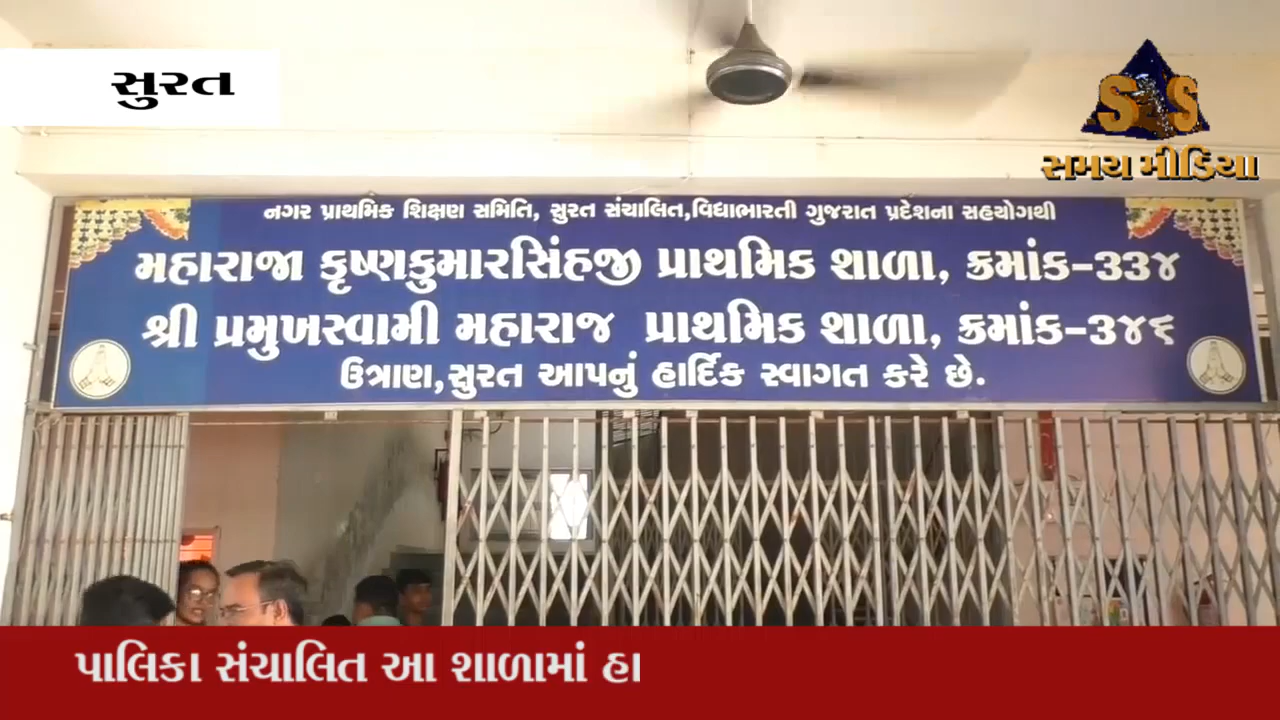 સુરત
S S
સમય મીડિયા
નગર પ્રાથમિક શિક્ષણ સમિતિ, સુરત સંચાલિત,વિદ્યાભારતી ગુજરાત પ્રદેશના સહયોગથી
મહારાજા કૃષ્ણકુમારસિંહજી પ્રાથમિક શાળા, ક્રમાંક-૩૩૪
શ્રી પ્રમુખસ્વામી મહારાજ પ્રાથમિક શાળા, ક્રમાંક-૩૪૬
ઉત્રાણ,સુરત આપનું હાર્દિક સ્વાગત કરે છે.
પાલિકા સંચાલિત આ શાળામાં હા